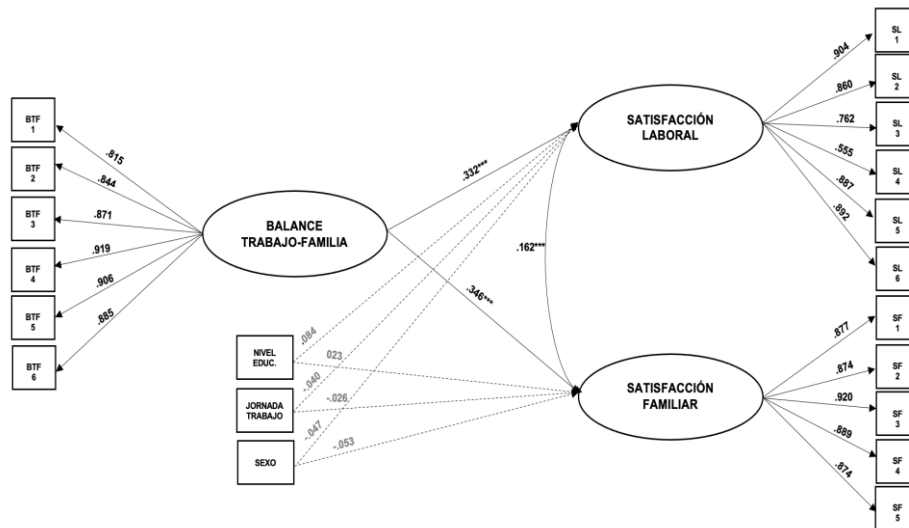 BTF
1
BTF
2
BTF
3
BTF
4
BTF
5
BTF
6
.815
.844
.871
.919
.906
.885
BALANCE
TRABAJO-FAMILIA
NIVEL
EDUC.
JORNADA
TRABAJO
SEXO
.084
023
-.040
-.026
-.047
-.053
.332***
.346***
.162***
SATISFACCIÓN
LABORAL
SATISFACCIÓN
FAMILIAR
.904
.860
.762
.555
.887
.892
SL
1
SL
2
SL
3
SL
4
SL
5
SL
6
.877
.874
.920
.889
.874
SF
1
SF
2
SF
3
SF
4
SF
5